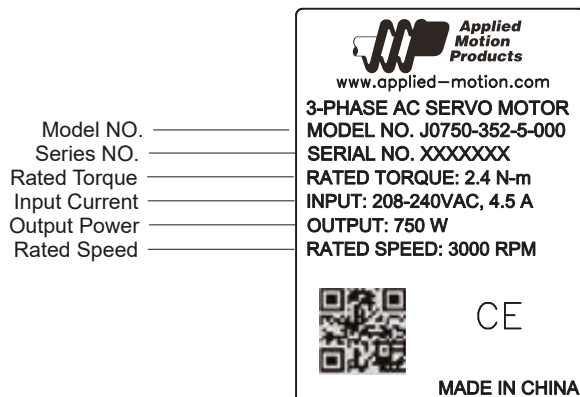 Applied
Motion
Products
www.applied-motion.com
3-PHASE AC SERVO MOTOR
Model NO. MODEL NO. J0750-352-5-000
Series NO. SERIAL NO. XXXXXXX
Rated Torque RATED TORQUE: 2.4 N-m
Input Current INPUT: 208-240VAC, 4.5 A
Output Power OUTPUT: 750 W
Rated Speed RATED SPEED: 3000 RPM
CE
MADE IN CHINA